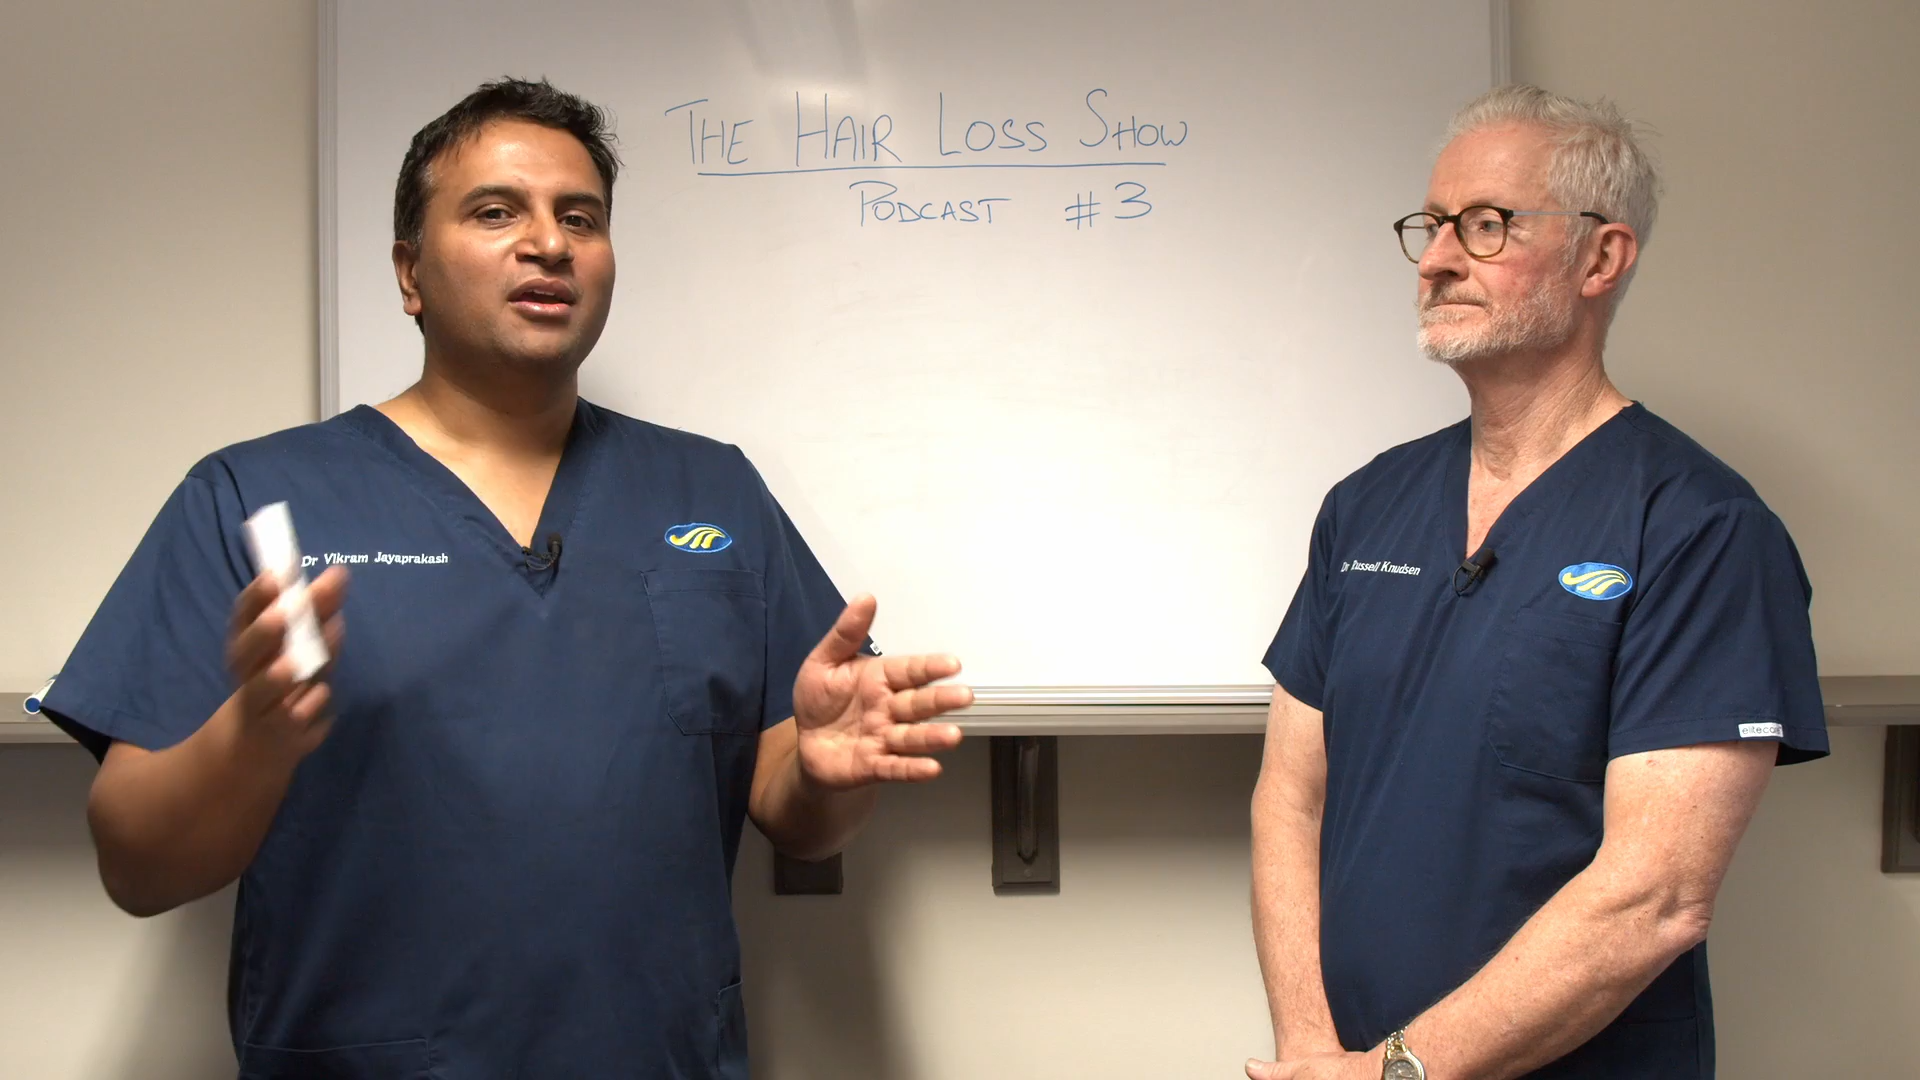 THE HAIR LOSS SHOW
PODCAST #3
Dr Vikram Jayaprakash
Dr Russell Knudsen
elitecare